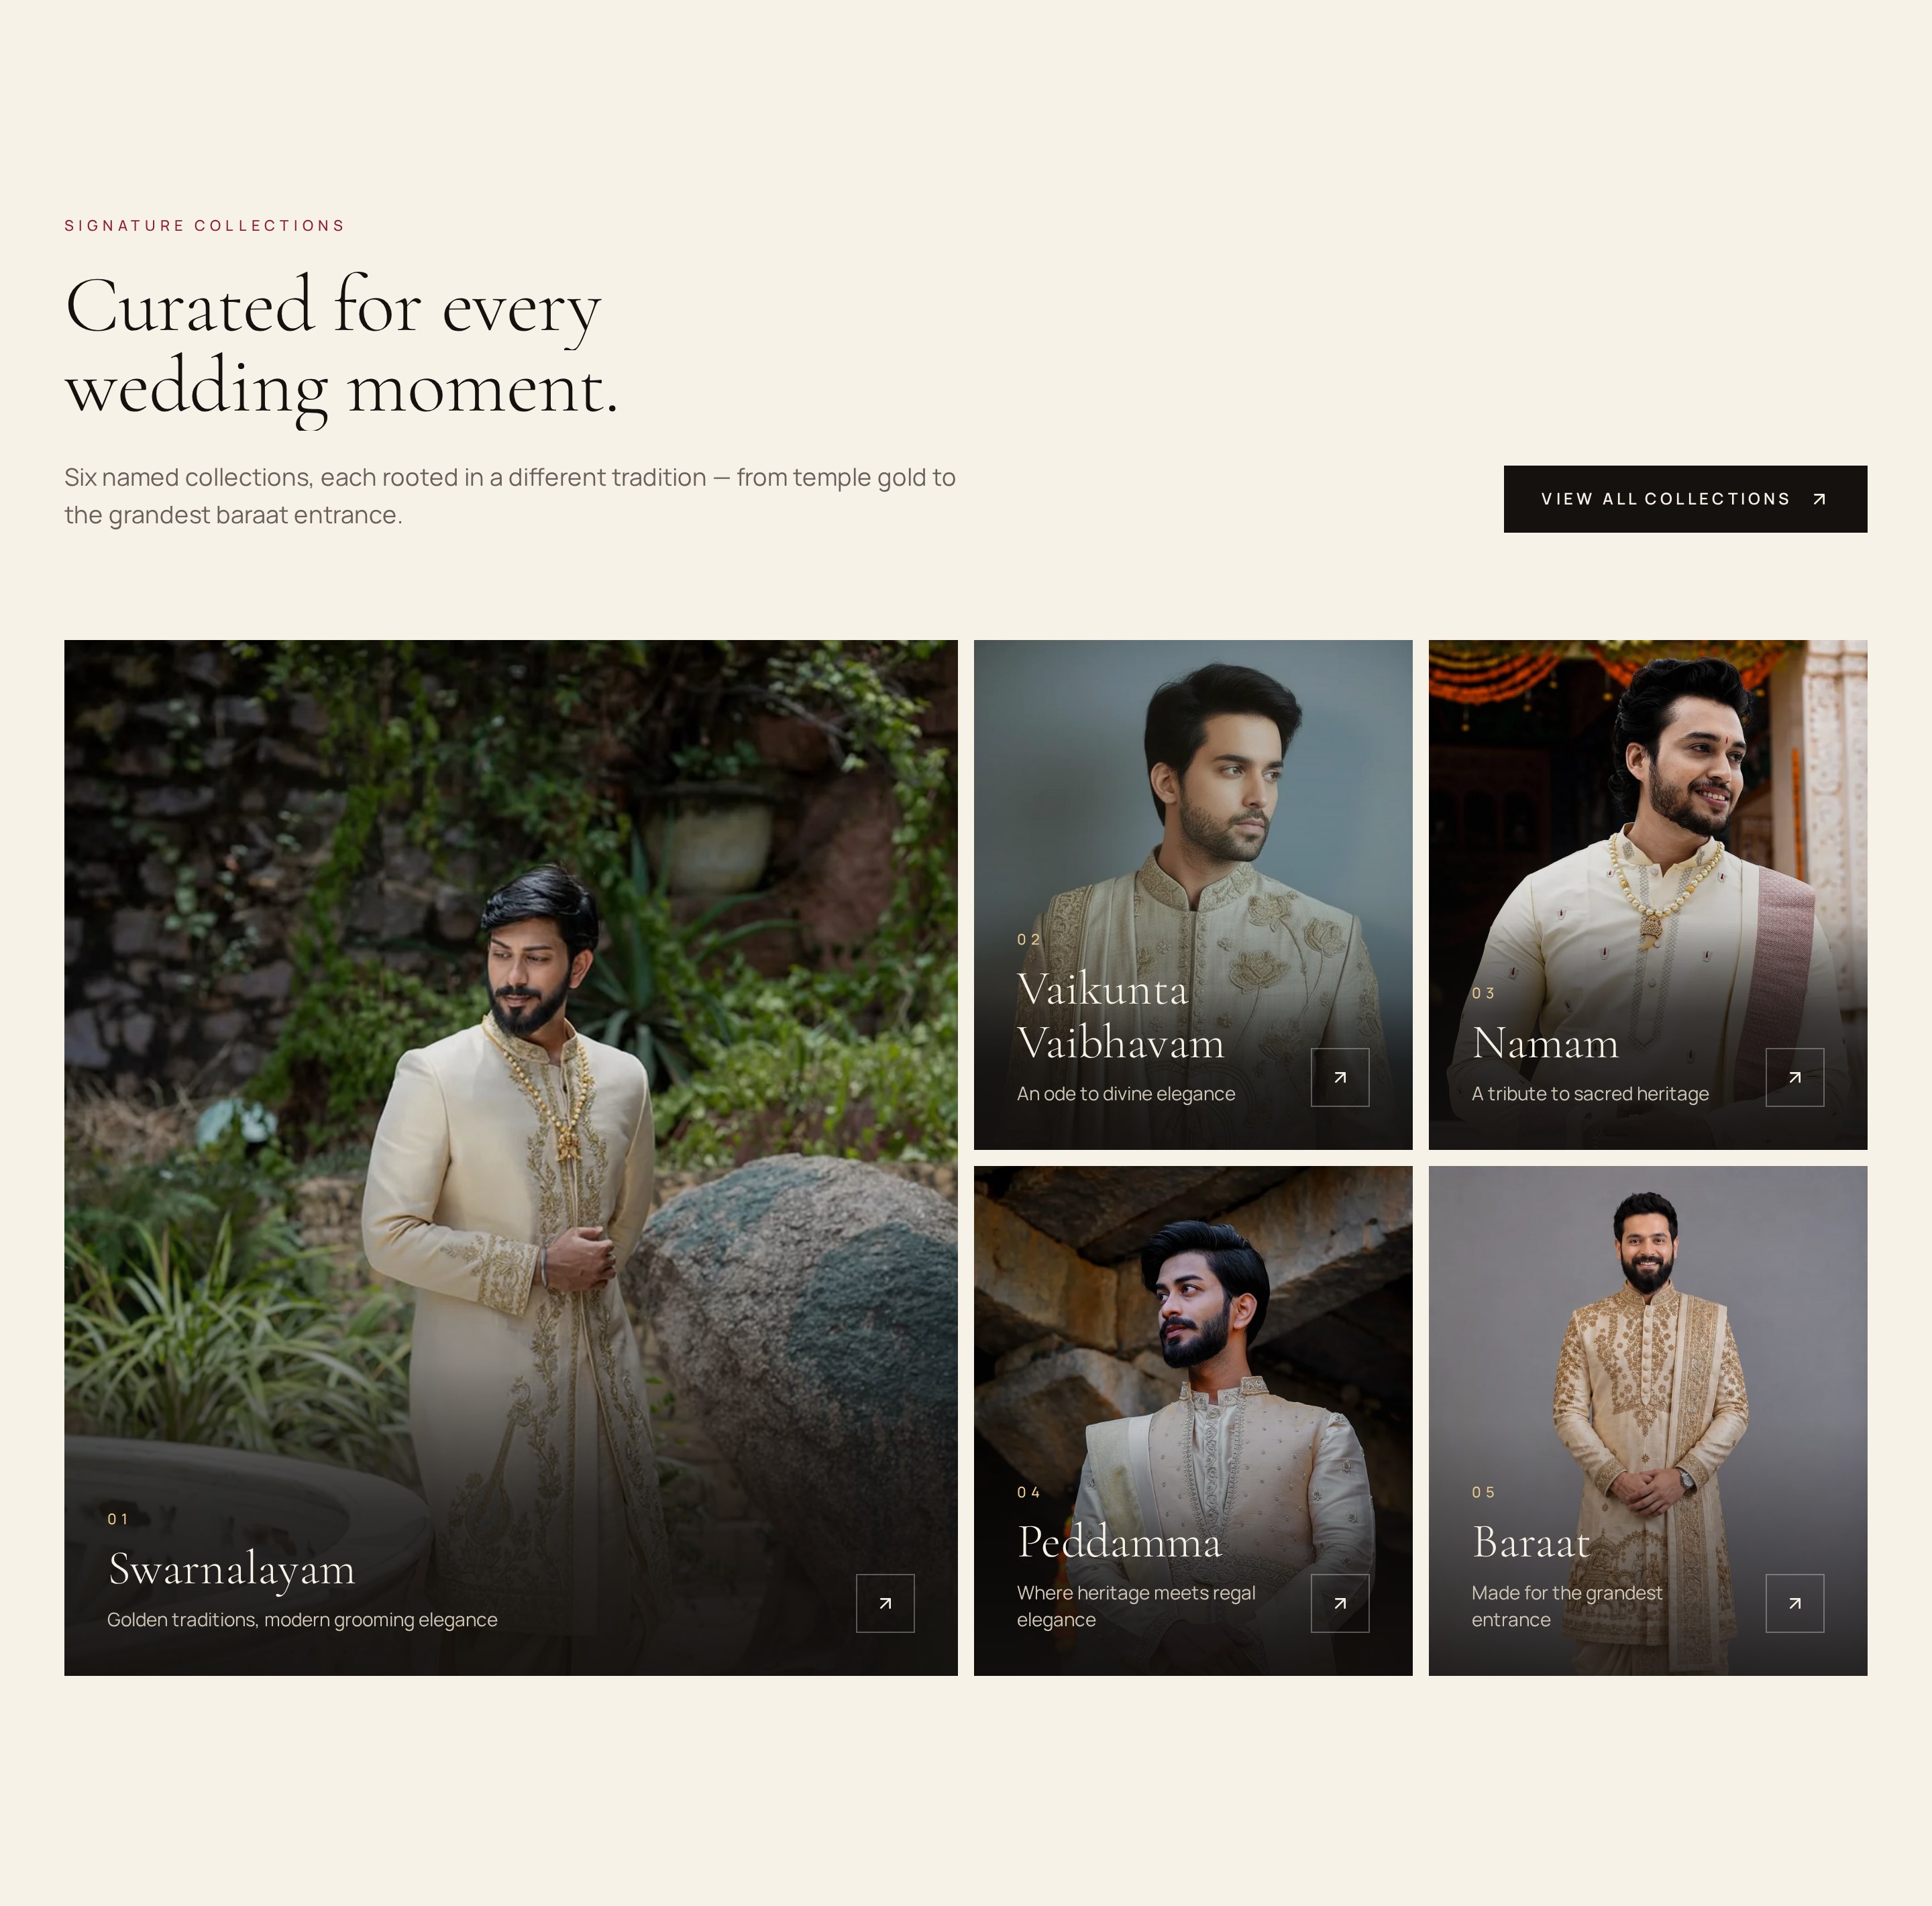 SIGNATURE COLLECTIONS
Curated for every
wedding moment.
Six named collections, each rooted in a different tradition — from temple gold to
the grandest baraat entrance.
VIEW ALL COLLECTIONS
01
Swarnalayam
Golden traditions, modern grooming elegance
02
Vaikunta
Vaibhavam
An ode to divine elegance
03
Namam
A tribute to sacred heritage
04
Peddamma
Where heritage meets regal
elegance
05
Baraat
Made for the grandest
entrance